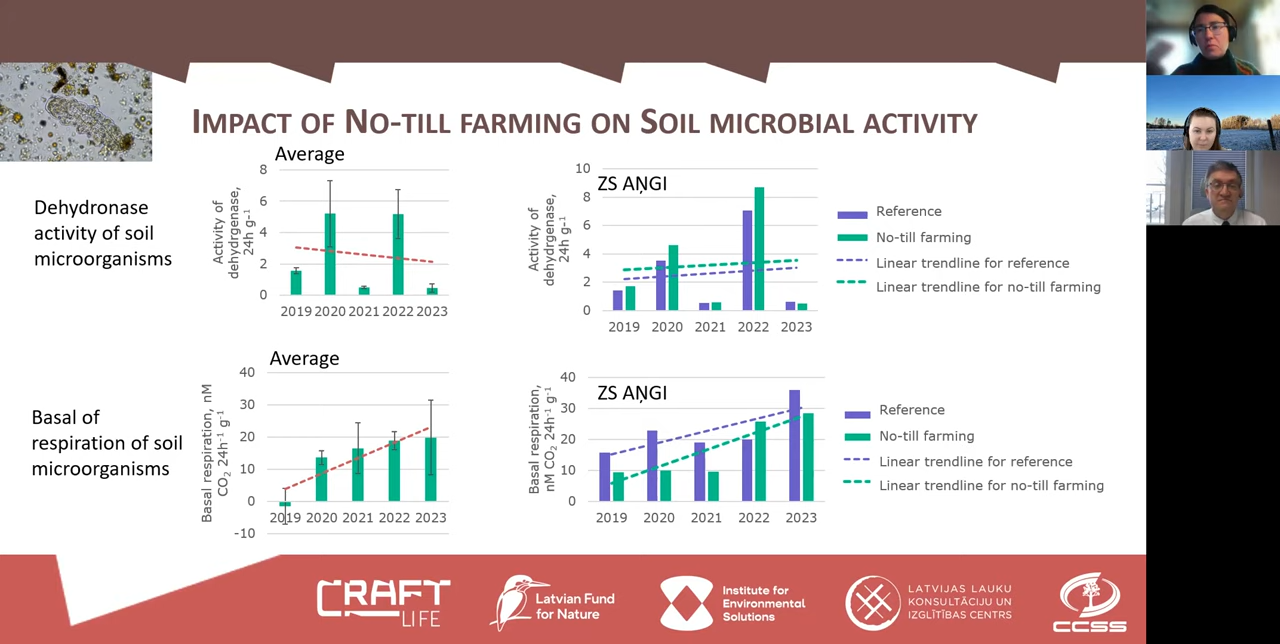 IMPACT OF NO-TILL FARMING ON SOIL MICROBIAL ACTIVITY
Dehydronase
activity of soil
microorganisms
Average
Activity of
dehydrgenase,
24h g-1
8
6
4
2
0
2019 2020 2021 2022 2023
ZS AŅGI
Activity of
dehydrgenase,
24h g-1
10
8
6
4
2
0
2019 2020 2021 2022 2023
Reference
No-till farming
Linear trendline for reference
Linear trendline for no-till farming
Basal of
respiration of soil
microorganisms
Average
Basal respiration, nM
CO₂ 24h⁻¹ g⁻¹
40
30
20
10
0
-10
2019 2020 2021 2022 2023
ZS AŅGI
Basal respiration,
nM CO₂ 24h⁻¹ g⁻¹
40
30
20
10
0
2019 2020 2021 2022 2023
Reference
No-till farming
Linear trendline for reference
Linear trendline for no-till farming
CRAFT
LIFE
Latvian Fund
for Nature
Institute for
Environmental
Solutions
LATVIJAS LAUKU
KONSULTĀCIJU UN
IZGLĪTĪBAS CENTRS
CCSS